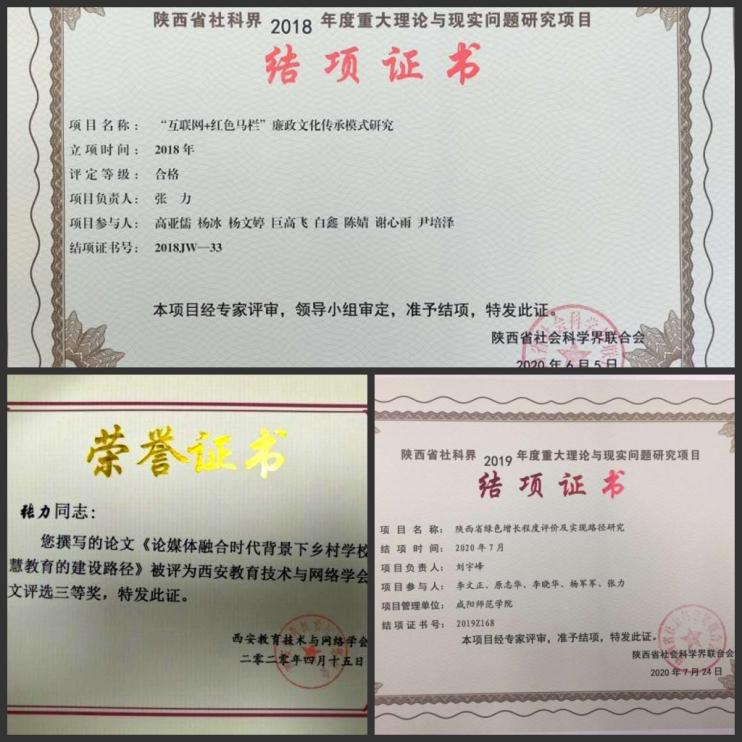 陕西省社科界 2018 年度重大理论与现实问题研究项目
结项证书
项目名称：“互联网+红色马栏”廉政文化传承模式研究
立项时间：2018 年
评定等级：合格
项目负责人：张 力
项目参与人：高亚儒 杨冰 杨文婷 巨高飞 白鑫 陈婧 谢心雨 尹培泽
结项证书号：2018JW—33
本项目经专家评审，领导小组审定，准予结项，特发此证。
陕西省社会科学界联合会
2020 年 6 月 5 日
荣誉证书
张力同志：
您撰写的论文《论媒体融合时代背景下乡村学校
慧教育的建设路径》被评为西安教育技术与网络学会
文评选三等奖，特发此证。
西安教育技术与网络学会
二〇二〇年四月十五日
陕西省社科界 2019 年度重大理论与现实问题研究项目
结项证书
项目名称：陕西省绿色增长程度评价及实现路径研究
结项时间：2020 年 7 月
项目负责人：刘宇峰
项目参与人：李文正、原志华、李晓华、杨军军、张力
项目管理单位：咸阳师范学院
结项证书号：2019Z168
本项目经专家评审，准予结项，特发此证。
陕西省社会科学界联合会
2020 年 7 月 24 日